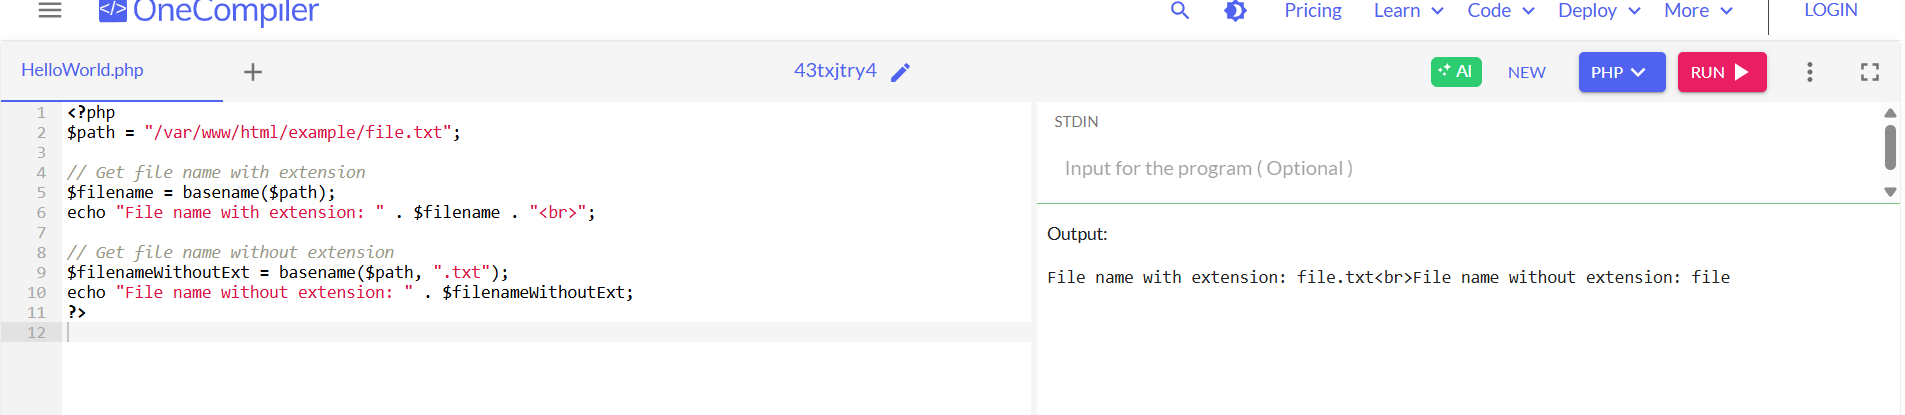 </> OneCompiler
Pricing Learn Code Deploy More LOGIN
HelloWorld.php + 43txjtry4 AI NEW PHP RUN
1 <?php
2 $path = "/var/www/html/example/file.txt";
3
4 // Get file name with extension
5 $filename = basename($path);
6 echo "File name with extension: " . $filename . "<br>";
7
8 // Get file name without extension
9 $filenameWithoutExt = basename($path, ".txt");
10 echo "File name without extension: " . $filenameWithoutExt;
11 ?>
12
STDIN
Input for the program ( Optional )
Output:
File name with extension: file.txt<br>File name without extension: file